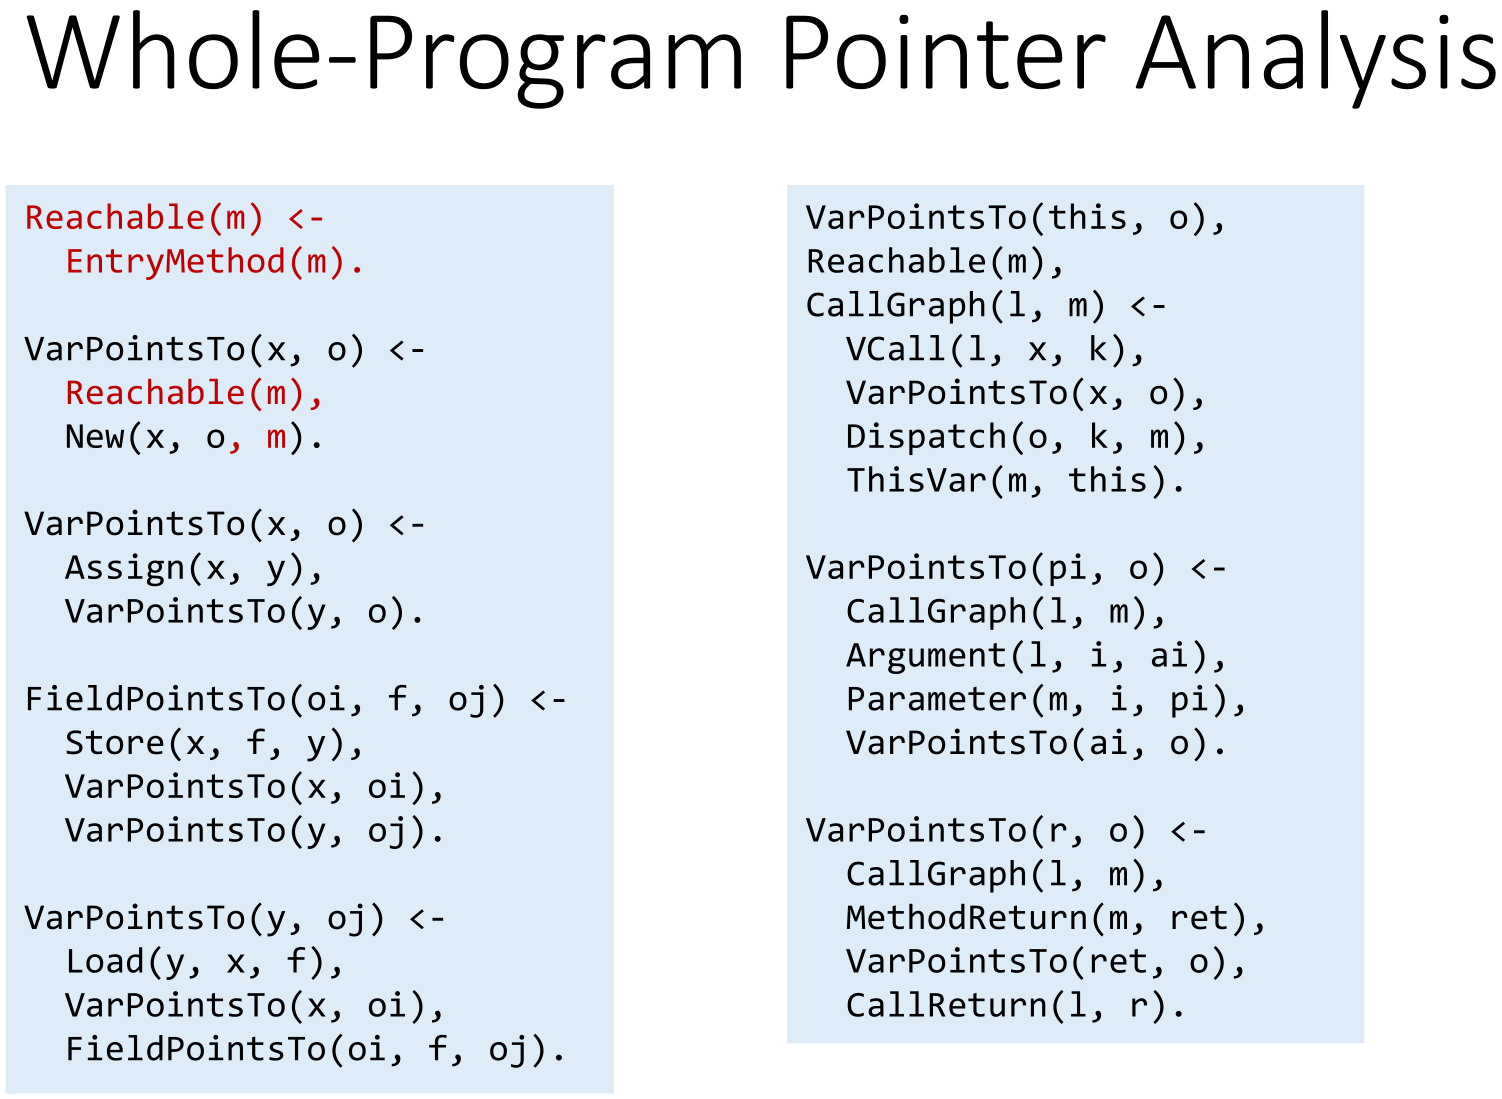 Whole-Program Pointer Analysis
Reachable(m) <-
  EntryMethod(m).
VarPointsTo(x, o) <-
  Reachable(m),
  New(x, o, m).
VarPointsTo(x, o) <-
  Assign(x, y),
  VarPointsTo(y, o).
FieldPointsTo(oi, f, oj) <-
  Store(x, f, y),
  VarPointsTo(x, oi),
  VarPointsTo(y, oj).
VarPointsTo(y, oj) <-
  Load(y, x, f),
  VarPointsTo(x, oi),
  FieldPointsTo(oi, f, oj).
VarPointsTo(this, o),
Reachable(m),
CallGraph(l, m) <-
  VCall(l, x, k),
  VarPointsTo(x, o),
  Dispatch(o, k, m),
  ThisVar(m, this).
VarPointsTo(pi, o) <-
  CallGraph(l, m),
  Argument(l, i, ai),
  Parameter(m, i, pi),
  VarPointsTo(ai, o).
VarPointsTo(r, o) <-
  CallGraph(l, m),
  MethodReturn(m, ret),
  VarPointsTo(ret, o),
  CallReturn(l, r).